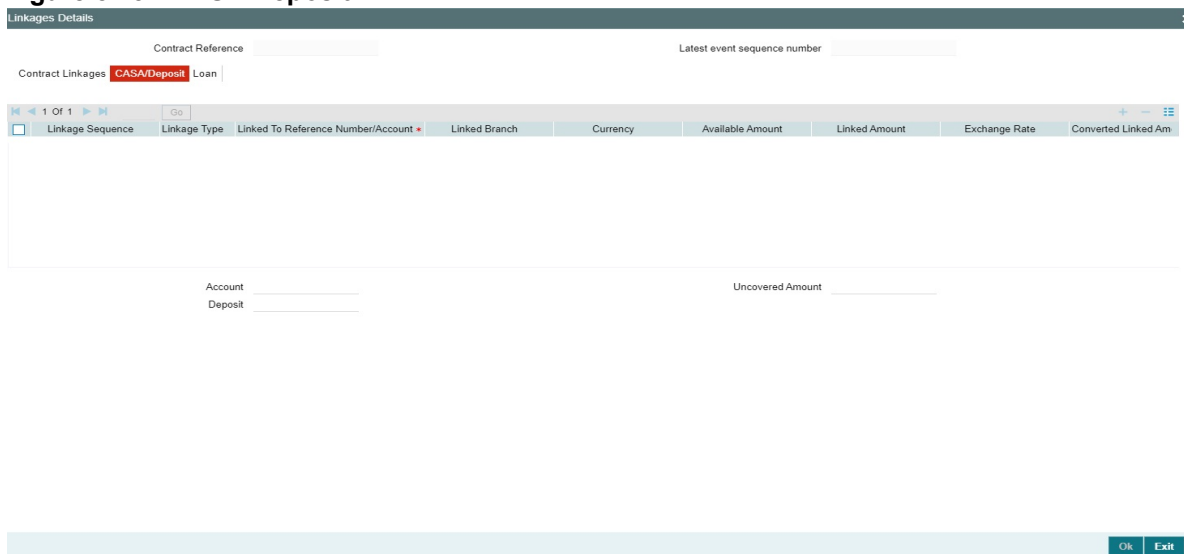 Linkages Details
Contract Reference
Latest event sequence number
Contract Linkages CASA/Deposit Loan
1 Of 1 Go
Linkage Sequence Linkage Type Linked To Reference Number/Account * Linked Branch Currency Available Amount Linked Amount Exchange Rate Converted Linked Am
Account
Uncovered Amount
Deposit
Ok Exit